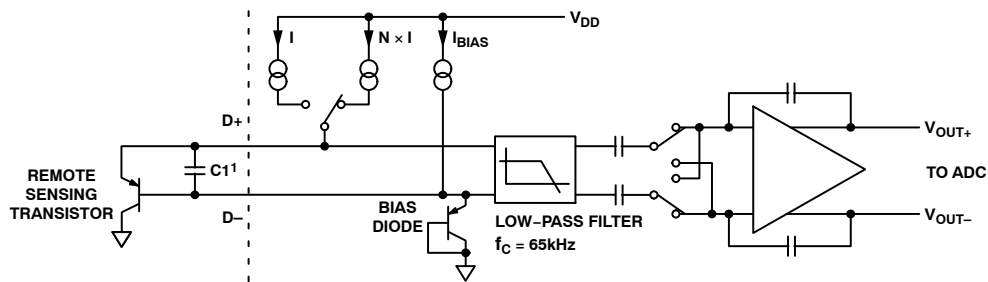 V_DD
I
N × I
I_BIAS
D+
C1¹
REMOTE
SENSING
TRANSISTOR
D−
BIAS
DIODE
LOW−PASS FILTER
f_C = 65kHz
V_OUT+
TO ADC
V_OUT−